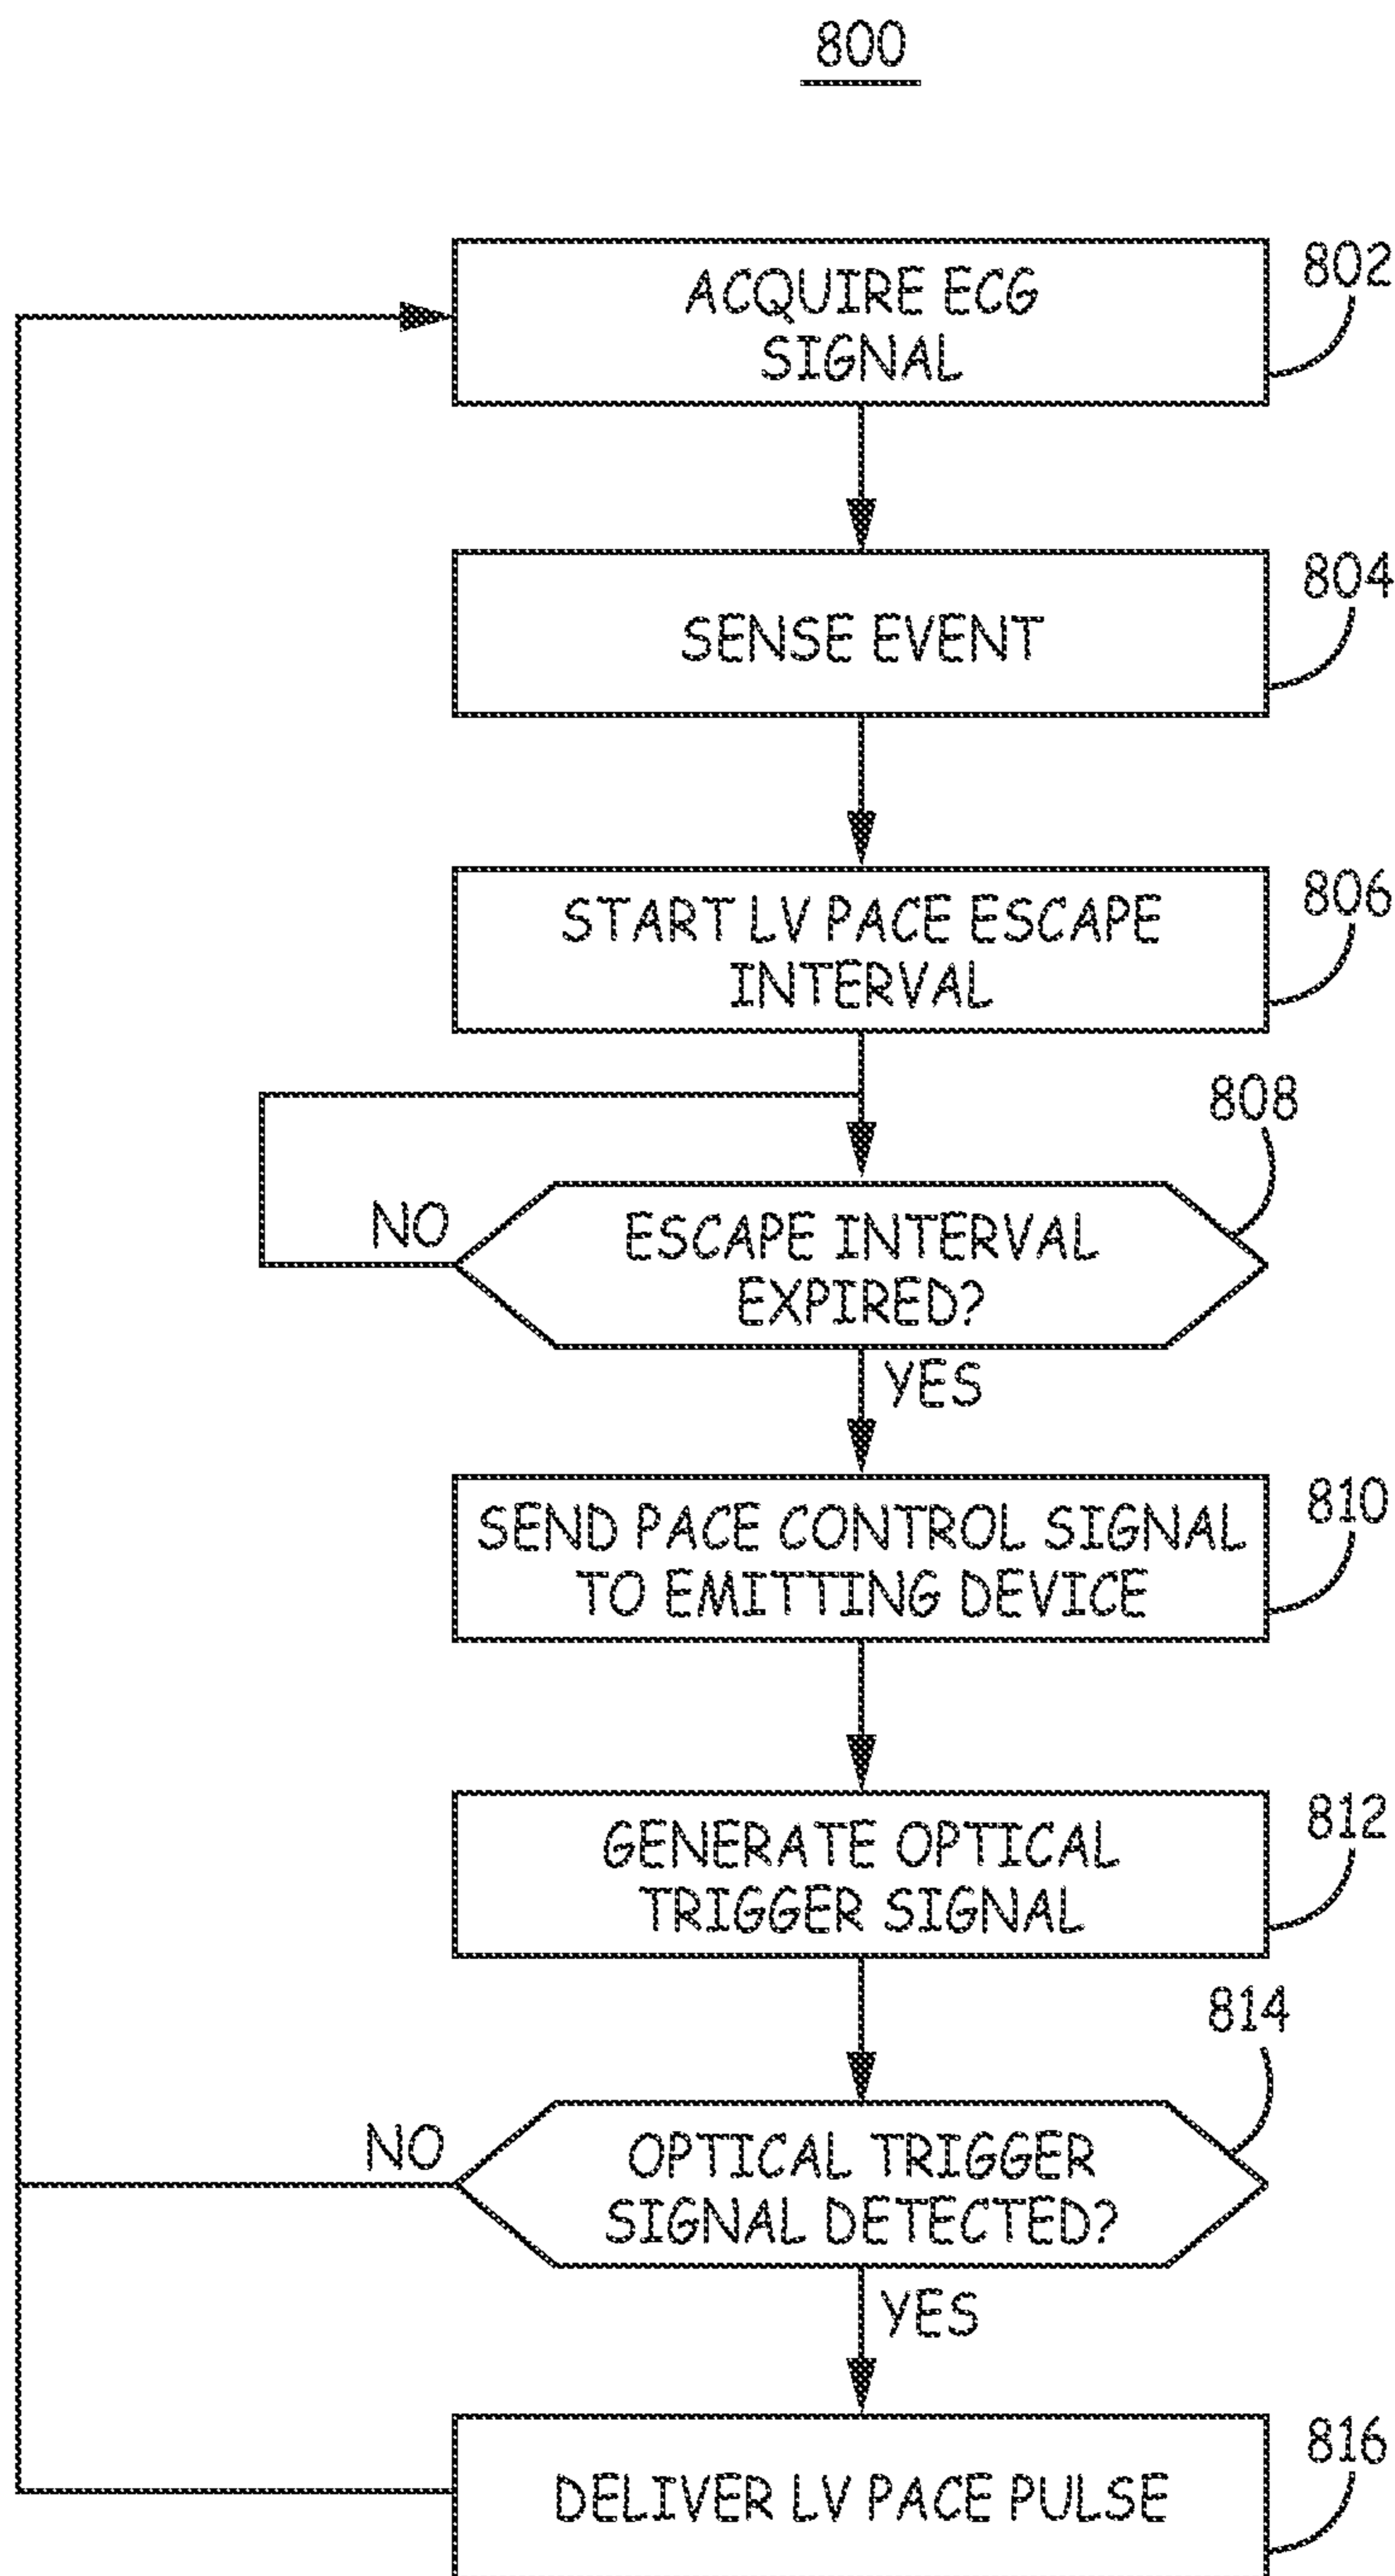 800
ACQUIRE ECG
SIGNAL
802
SENSE EVENT
804
START LV PACE ESCAPE
INTERVAL
806
808
NO
ESCAPE INTERVAL
EXPIRED?
YES
SEND PACE CONTROL SIGNAL
TO EMITTING DEVICE
810
GENERATE OPTICAL
TRIGGER SIGNAL
812
814
NO
OPTICAL TRIGGER
SIGNAL DETECTED?
YES
DELIVER LV PACE PULSE
816